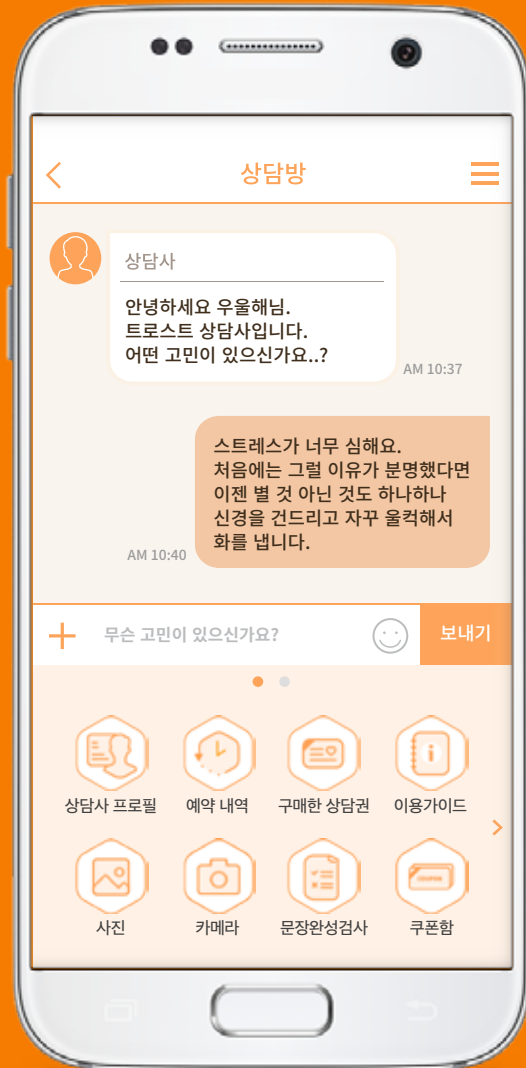 상담방
상담사
안녕하세요 우울해님.
트로스트 상담사입니다.
어떤 고민이 있으신가요..?
AM 10:37
스트레스가 너무 심해요.
처음에는 그럴 이유가 분명했다면
이젠 별 것 아닌 것도 하나하나
신경을 건드리고 자꾸 울컥해서
화를 냅니다.
AM 10:40
무슨 고민이 있으신가요?
보내기
상담사 프로필
예약 내역
구매한 상담권
이용가이드
사진
카메라
문장완성검사
쿠폰함